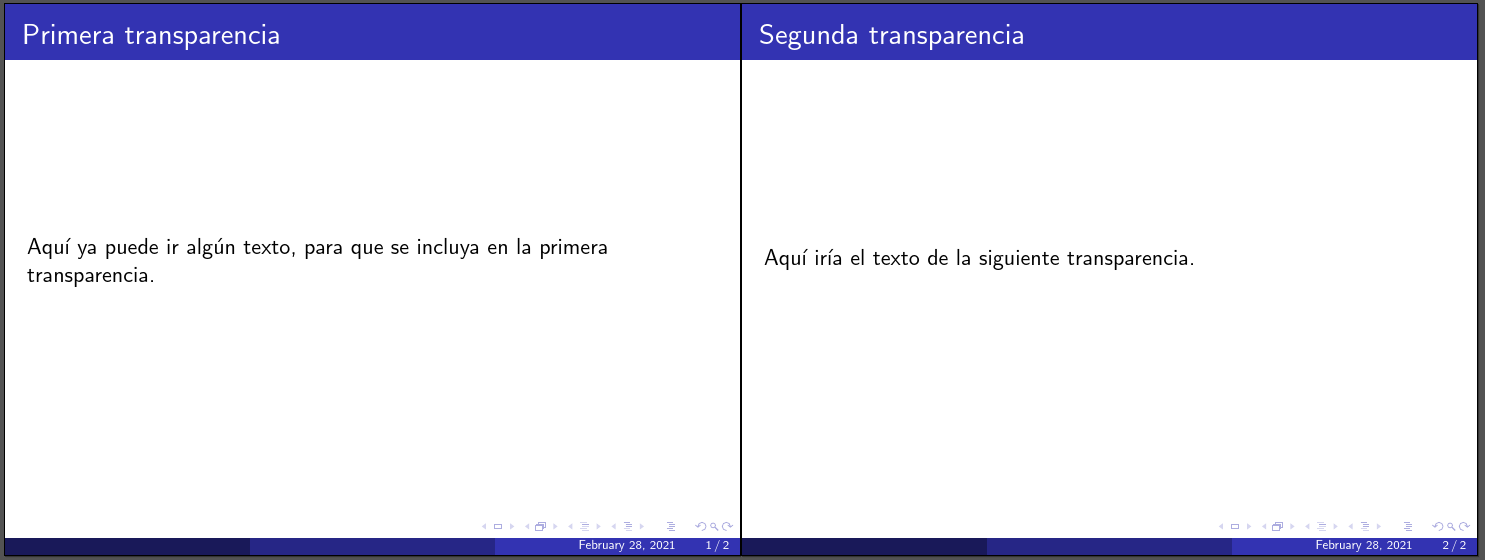 Primera transparencia
Aquí ya puede ir algún texto, para que se incluya en la primera
transparencia.
February 28, 2021 1 / 2
Segunda transparencia
Aquí iría el texto de la siguiente transparencia.
February 28, 2021 2 / 2